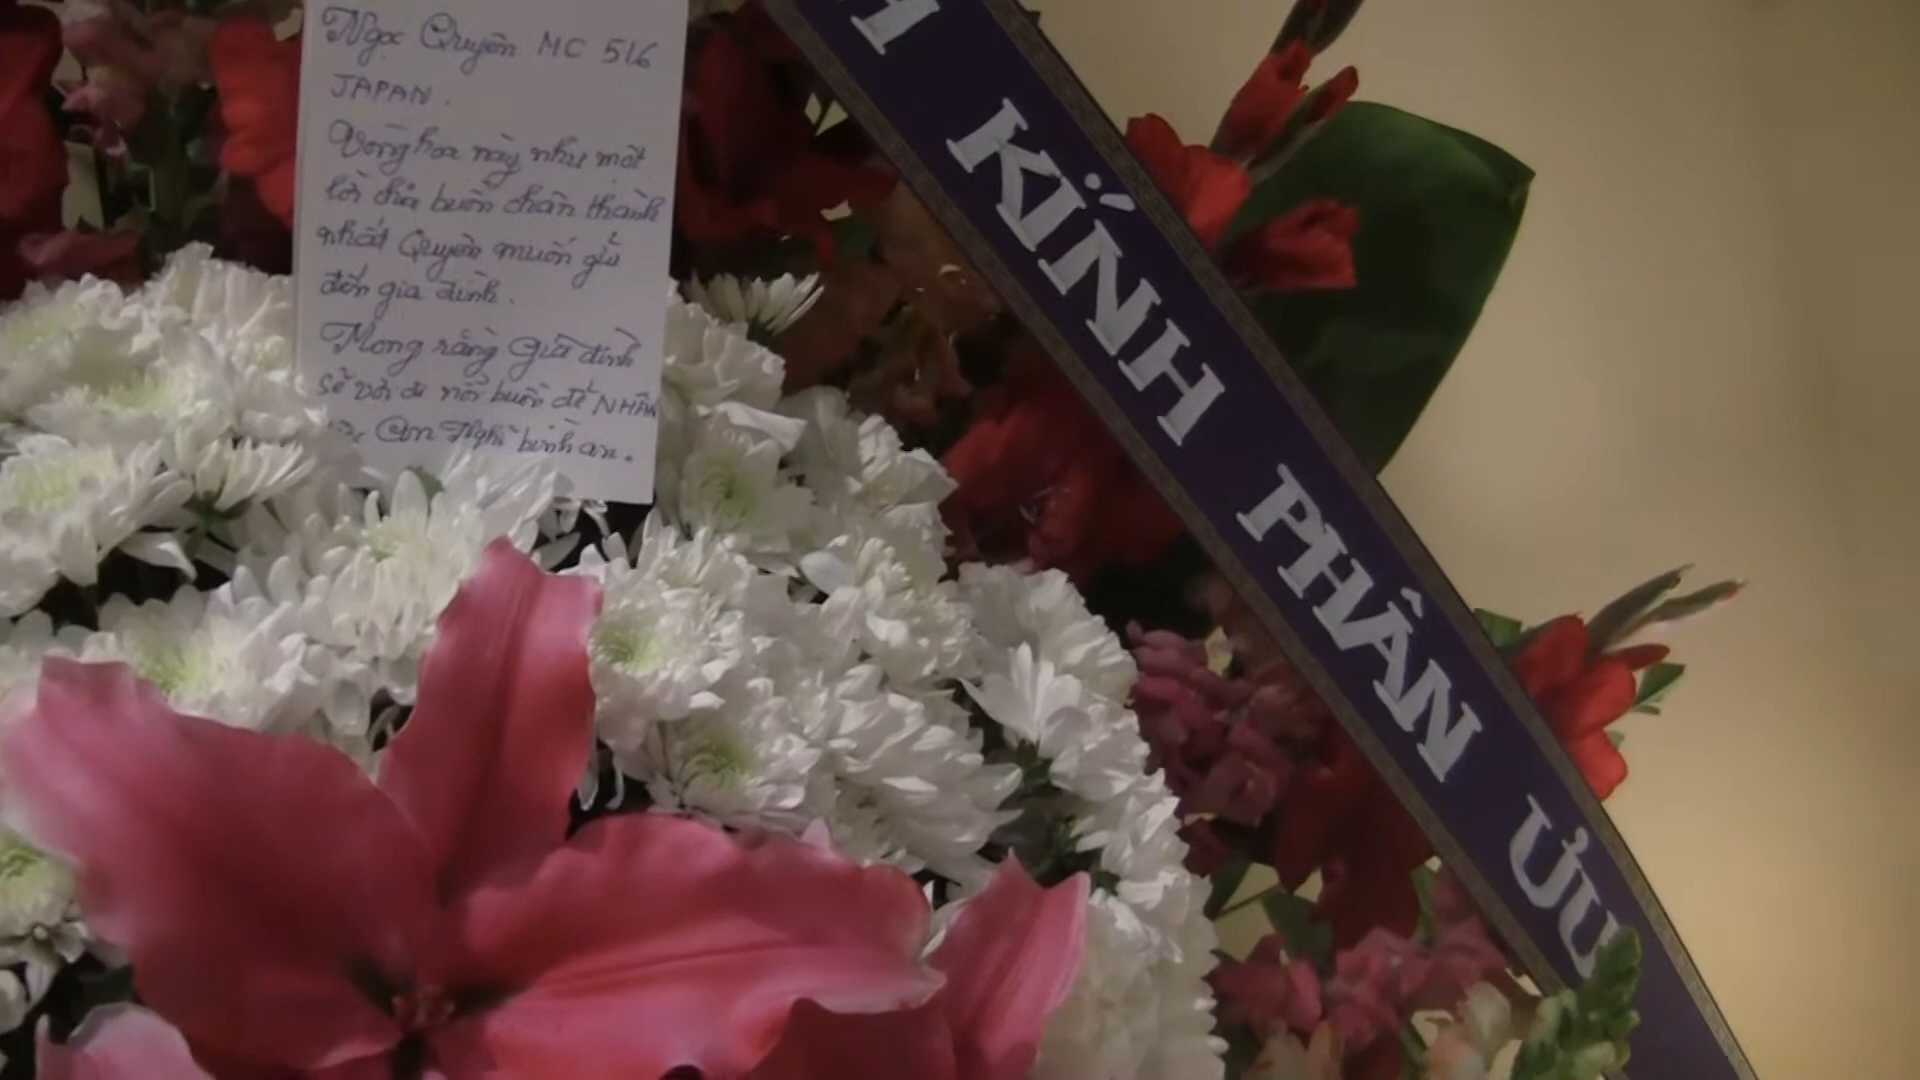 Ngọc Quyên MC 516
JAPAN.
Vòng hoa này như một
lời chia buồn chân thành
nhất Quyên muốn gửi
đến gia đình.
Mong rằng Gia đình
sẽ vơi đi nỗi buồn để NHÂN
Con Nghỉ bình an.
H KÍNH PHÂN ƯU